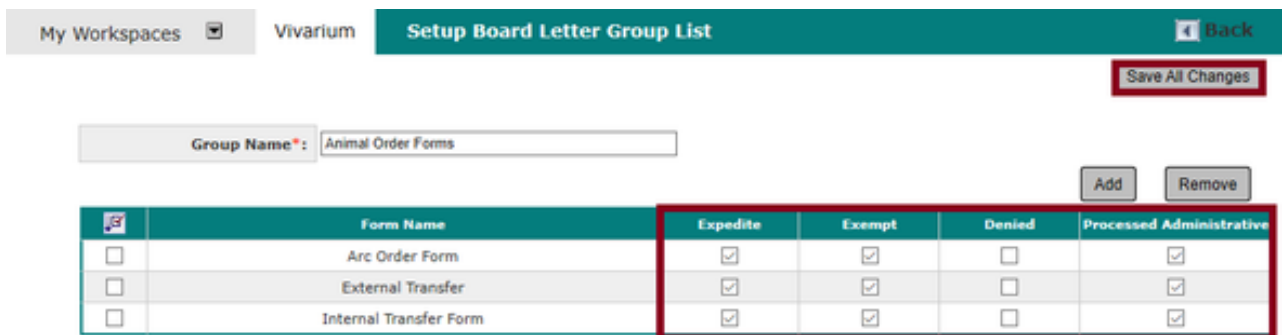 My Workspaces Vivarium Setup Board Letter Group List Back
Save All Changes
Group Name*: Animal Order Forms
Add Remove
Form Name Expedite Exempt Denied Processed Administrative
Arc Order Form
External Transfer
Internal Transfer Form